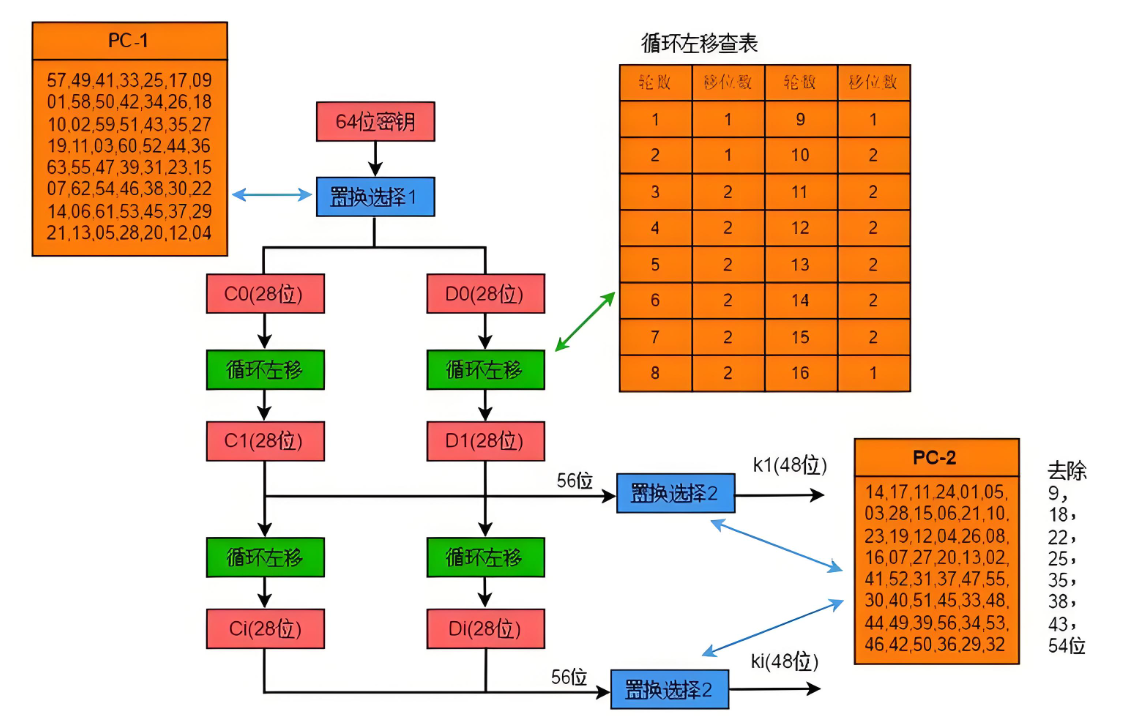 PC-1
57,49,41,33,25,17,09
01,58,50,42,34,26,18
10,02,59,51,43,35,27
19,11,03,60,52,44,36
63,55,47,39,31,23,15
07,62,54,46,38,30,22
14,06,61,53,45,37,29
21,13,05,28,20,12,04
64位密钥
置换选择1
C0(28位)
D0(28位)
循环左移
循环左移
C1(28位)
D1(28位)
循环左移查表
轮数 移位数 轮数 移位数
1 1 9 1
2 1 10 2
3 2 11 2
4 2 12 2
5 2 13 2
6 2 14 2
7 2 15 2
8 2 16 1
56位
置换选择2
k1(48位)
循环左移
循环左移
Ci(28位)
Di(28位)
56位
置换选择2
ki(48位)
PC-2
14,17,11,24,01,05,
03,28,15,06,21,10,
23,19,12,04,26,08,
16,07,27,20,13,02,
41,52,31,37,47,55,
30,40,51,45,33,48,
44,49,39,56,34,53,
46,42,50,36,29,32
去除
9,
18,
22,
25,
35,
38,
43,
54位